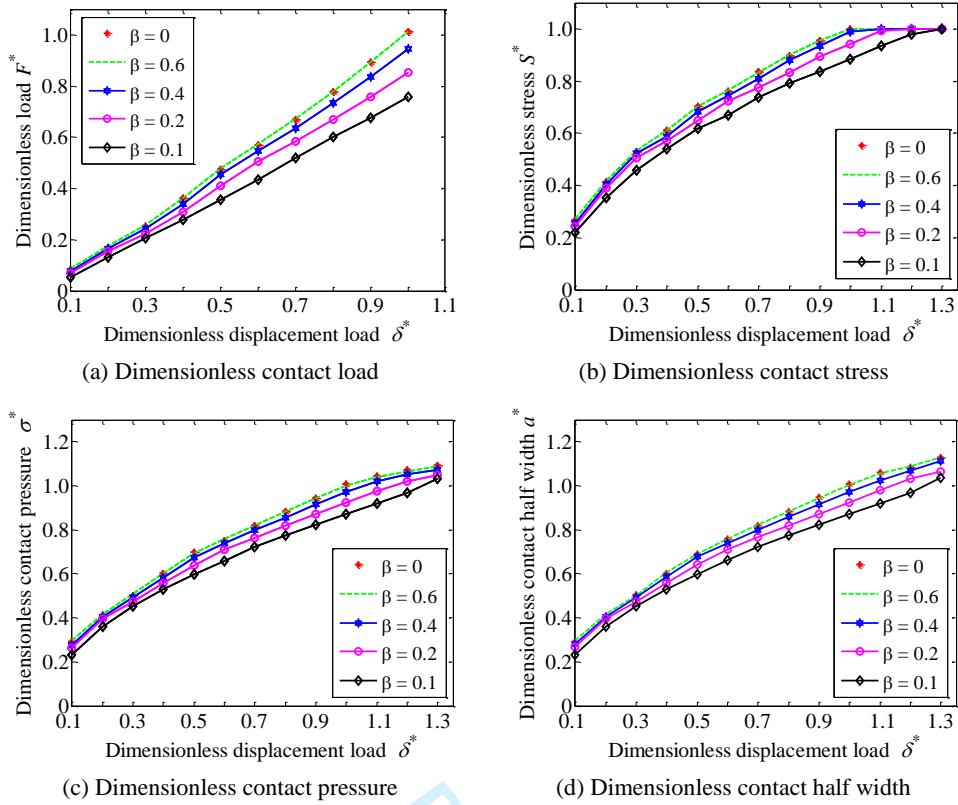 Dimensionless load F*
1.0
0.8
0.6
0.4
0.2
0
β = 0
β = 0.6
β = 0.4
β = 0.2
β = 0.1
0.1 0.3 0.5 0.7 0.9 1.1
Dimensionless displacement load δ*
(a) Dimensionless contact load
Dimensionless stress S*
1.0
0.8
0.6
0.4
0.2
0
β = 0
β = 0.6
β = 0.4
β = 0.2
β = 0.1
0.1 0.3 0.5 0.7 0.9 1.1 1.3
Dimensionless displacement load δ*
(b) Dimensionless contact stress
Dimensionless contact pressure σ*
1.2
1.0
0.8
0.6
0.4
0.2
0
β = 0
β = 0.6
β = 0.4
β = 0.2
β = 0.1
0.1 0.3 0.5 0.7 0.9 1.1 1.3
Dimensionless displacement load δ*
(c) Dimensionless contact pressure
Dimensionless contact half width a*
1.2
1.0
0.8
0.6
0.4
0.2
0
β = 0
β = 0.6
β = 0.4
β = 0.2
β = 0.1
0.1 0.3 0.5 0.7 0.9 1.1 1.3
Dimensionless displacement load δ*
(d) Dimensionless contact half width